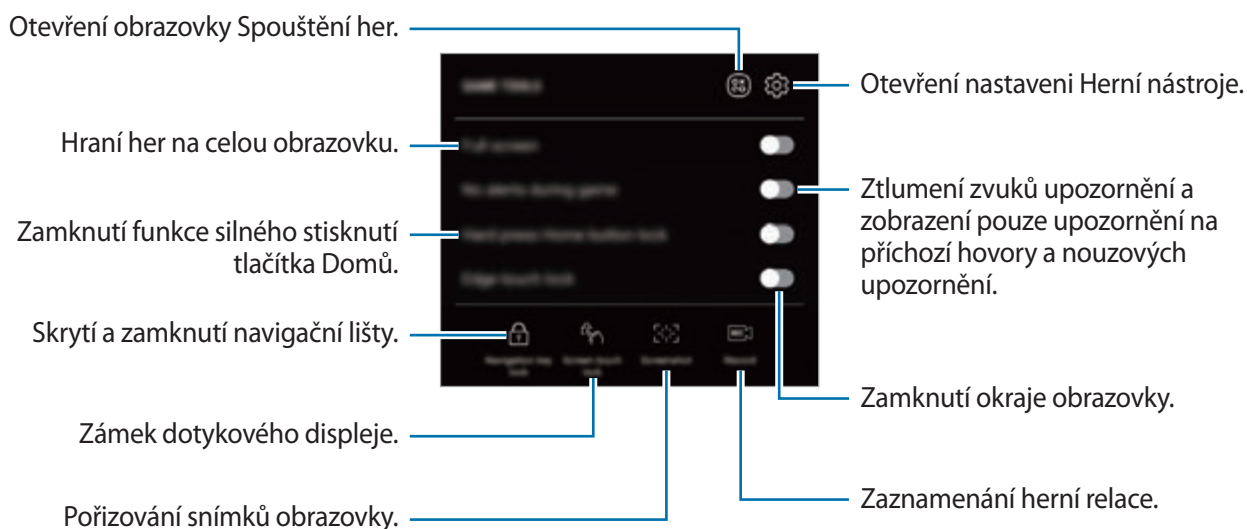 Otevření obrazovky Spouštění her.
Otevření nastaveni Herní nástroje.
Hraní her na celou obrazovku.
Ztlumení zvuků upozornění a
zobrazení pouze upozornění na
příchozí hovory a nouzových
upozornění.
Zamknutí funkce silného stisknutí
tlačítka Domů.
Skrytí a zamknutí navigační lišty.
Zamknutí okraje obrazovky.
Zámek dotykového displeje.
Zaznamenání herní relace.
Pořizování snímků obrazovky.